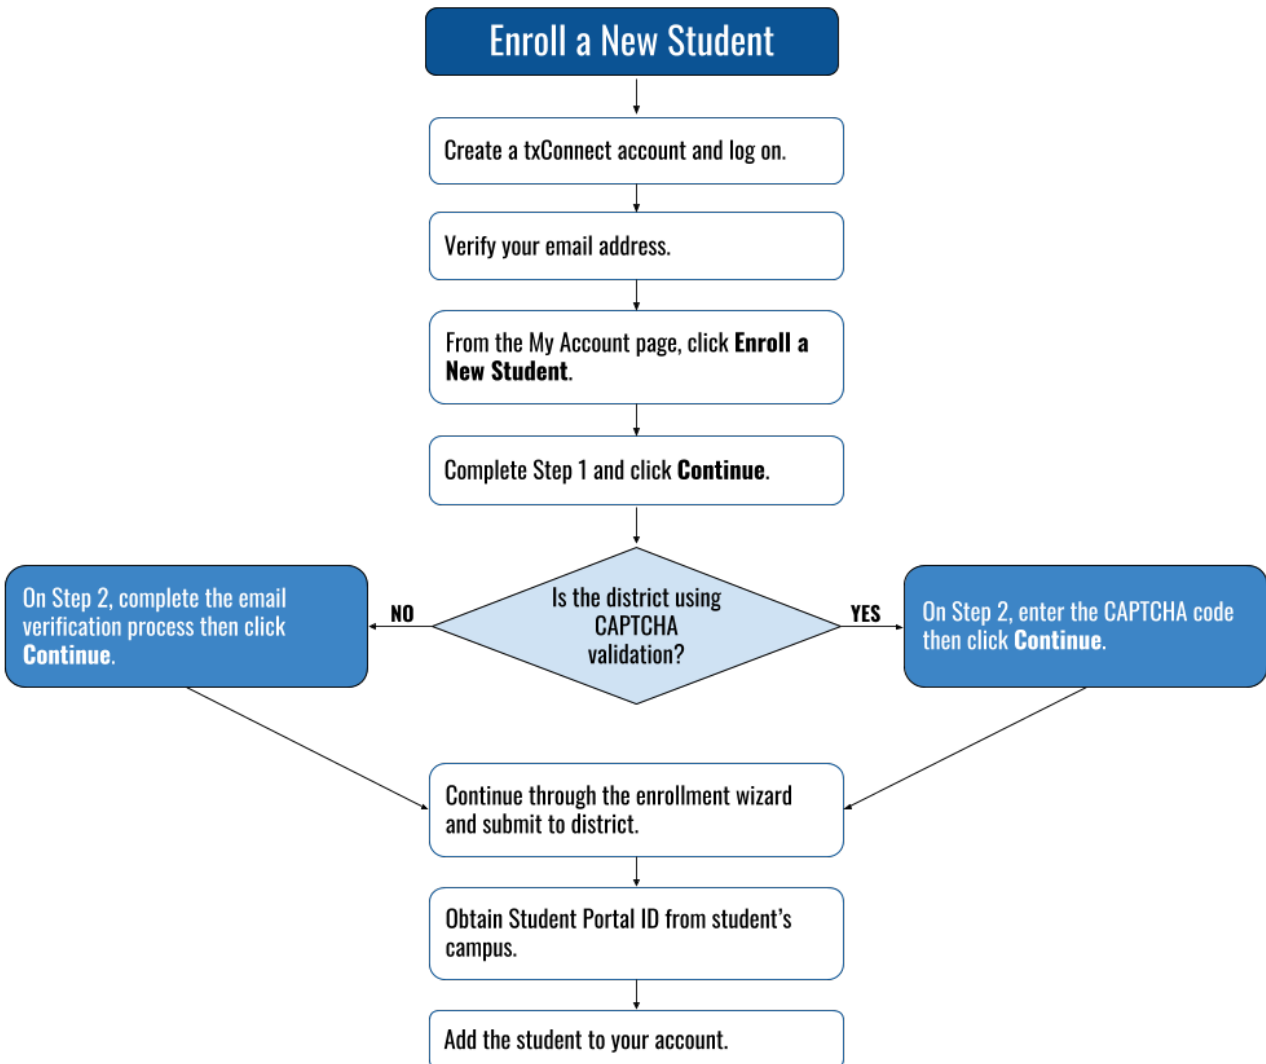 Enroll a New Student
Create a txConnect account and log on.
Verify your email address.
From the My Account page, click Enroll a
New Student.
Complete Step 1 and click Continue.
Is the district using
CAPTCHA
validation?
NO
On Step 2, complete the email
verification process then click
Continue.
YES
On Step 2, enter the CAPTCHA code
then click Continue.
Continue through the enrollment wizard
and submit to district.
Obtain Student Portal ID from student’s
campus.
Add the student to your account.